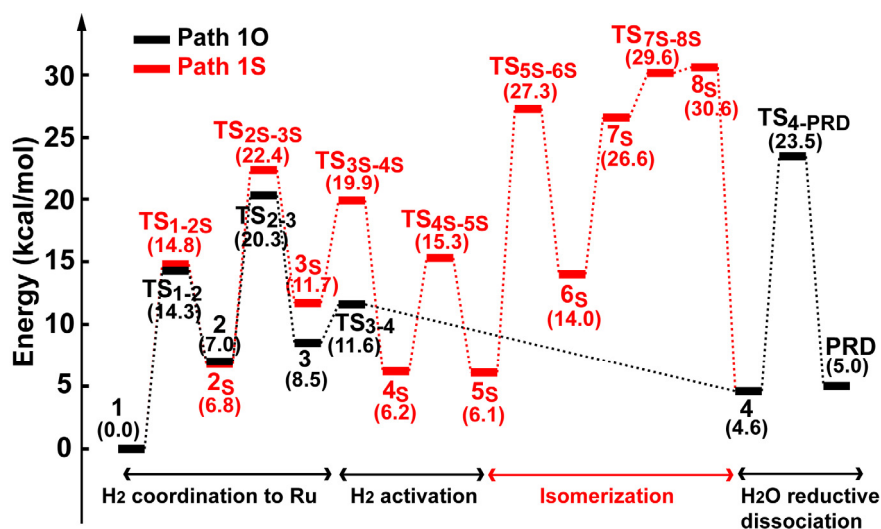 Path 1O
Path 1S
Energy (kcal/mol)
30
25
20
15
10
5
0
1
(0.0)
TS1-2S
(14.8)
TS1-2
(14.3)
2
(7.0)
2S
(6.8)
TS2S-3S
(22.4)
TS2-3
(20.3)
3S
(11.7)
3
(8.5)
TS3S-4S
(19.9)
TS3-4
(11.6)
4S
(6.2)
TS4S-5S
(15.3)
5S
(6.1)
TS5S-6S
(27.3)
6S
(14.0)
7S
(26.6)
TS7S-8S
(29.6)
8S
(30.6)
4
(4.6)
TS4-PRD
(23.5)
PRD
(5.0)
H2 coordination to Ru
H2 activation
Isomerization
H2O reductive
dissociation